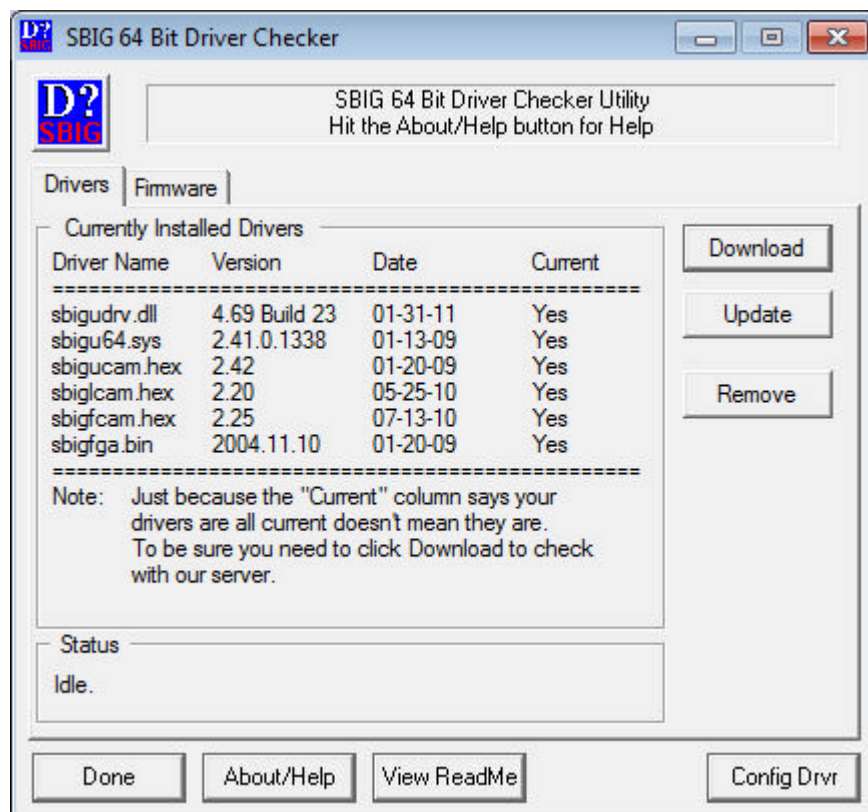 D?
SBIG
SBIG 64 Bit Driver Checker
D?
SBIG
SBIG 64 Bit Driver Checker Utility
Hit the About/Help button for Help
Drivers Firmware
Currently Installed Drivers
Driver Name Version Date Current
==================================================
sbigudrv.dll 4.69 Build 23 01-31-11 Yes
sbigu64.sys 2.41.0.1338 01-13-09 Yes
sbigucam.hex 2.42 01-20-09 Yes
sbiglcam.hex 2.20 05-25-10 Yes
sbigfcam.hex 2.25 07-13-10 Yes
sbigfga.bin 2004.11.10 01-20-09 Yes
==================================================
Note: Just because the "Current" column says your
drivers are all current doesn't mean they are.
To be sure you need to click Download to check
with our server.
Download
Update
Remove
Status
Idle.
Done About/Help View ReadMe Config Drvr